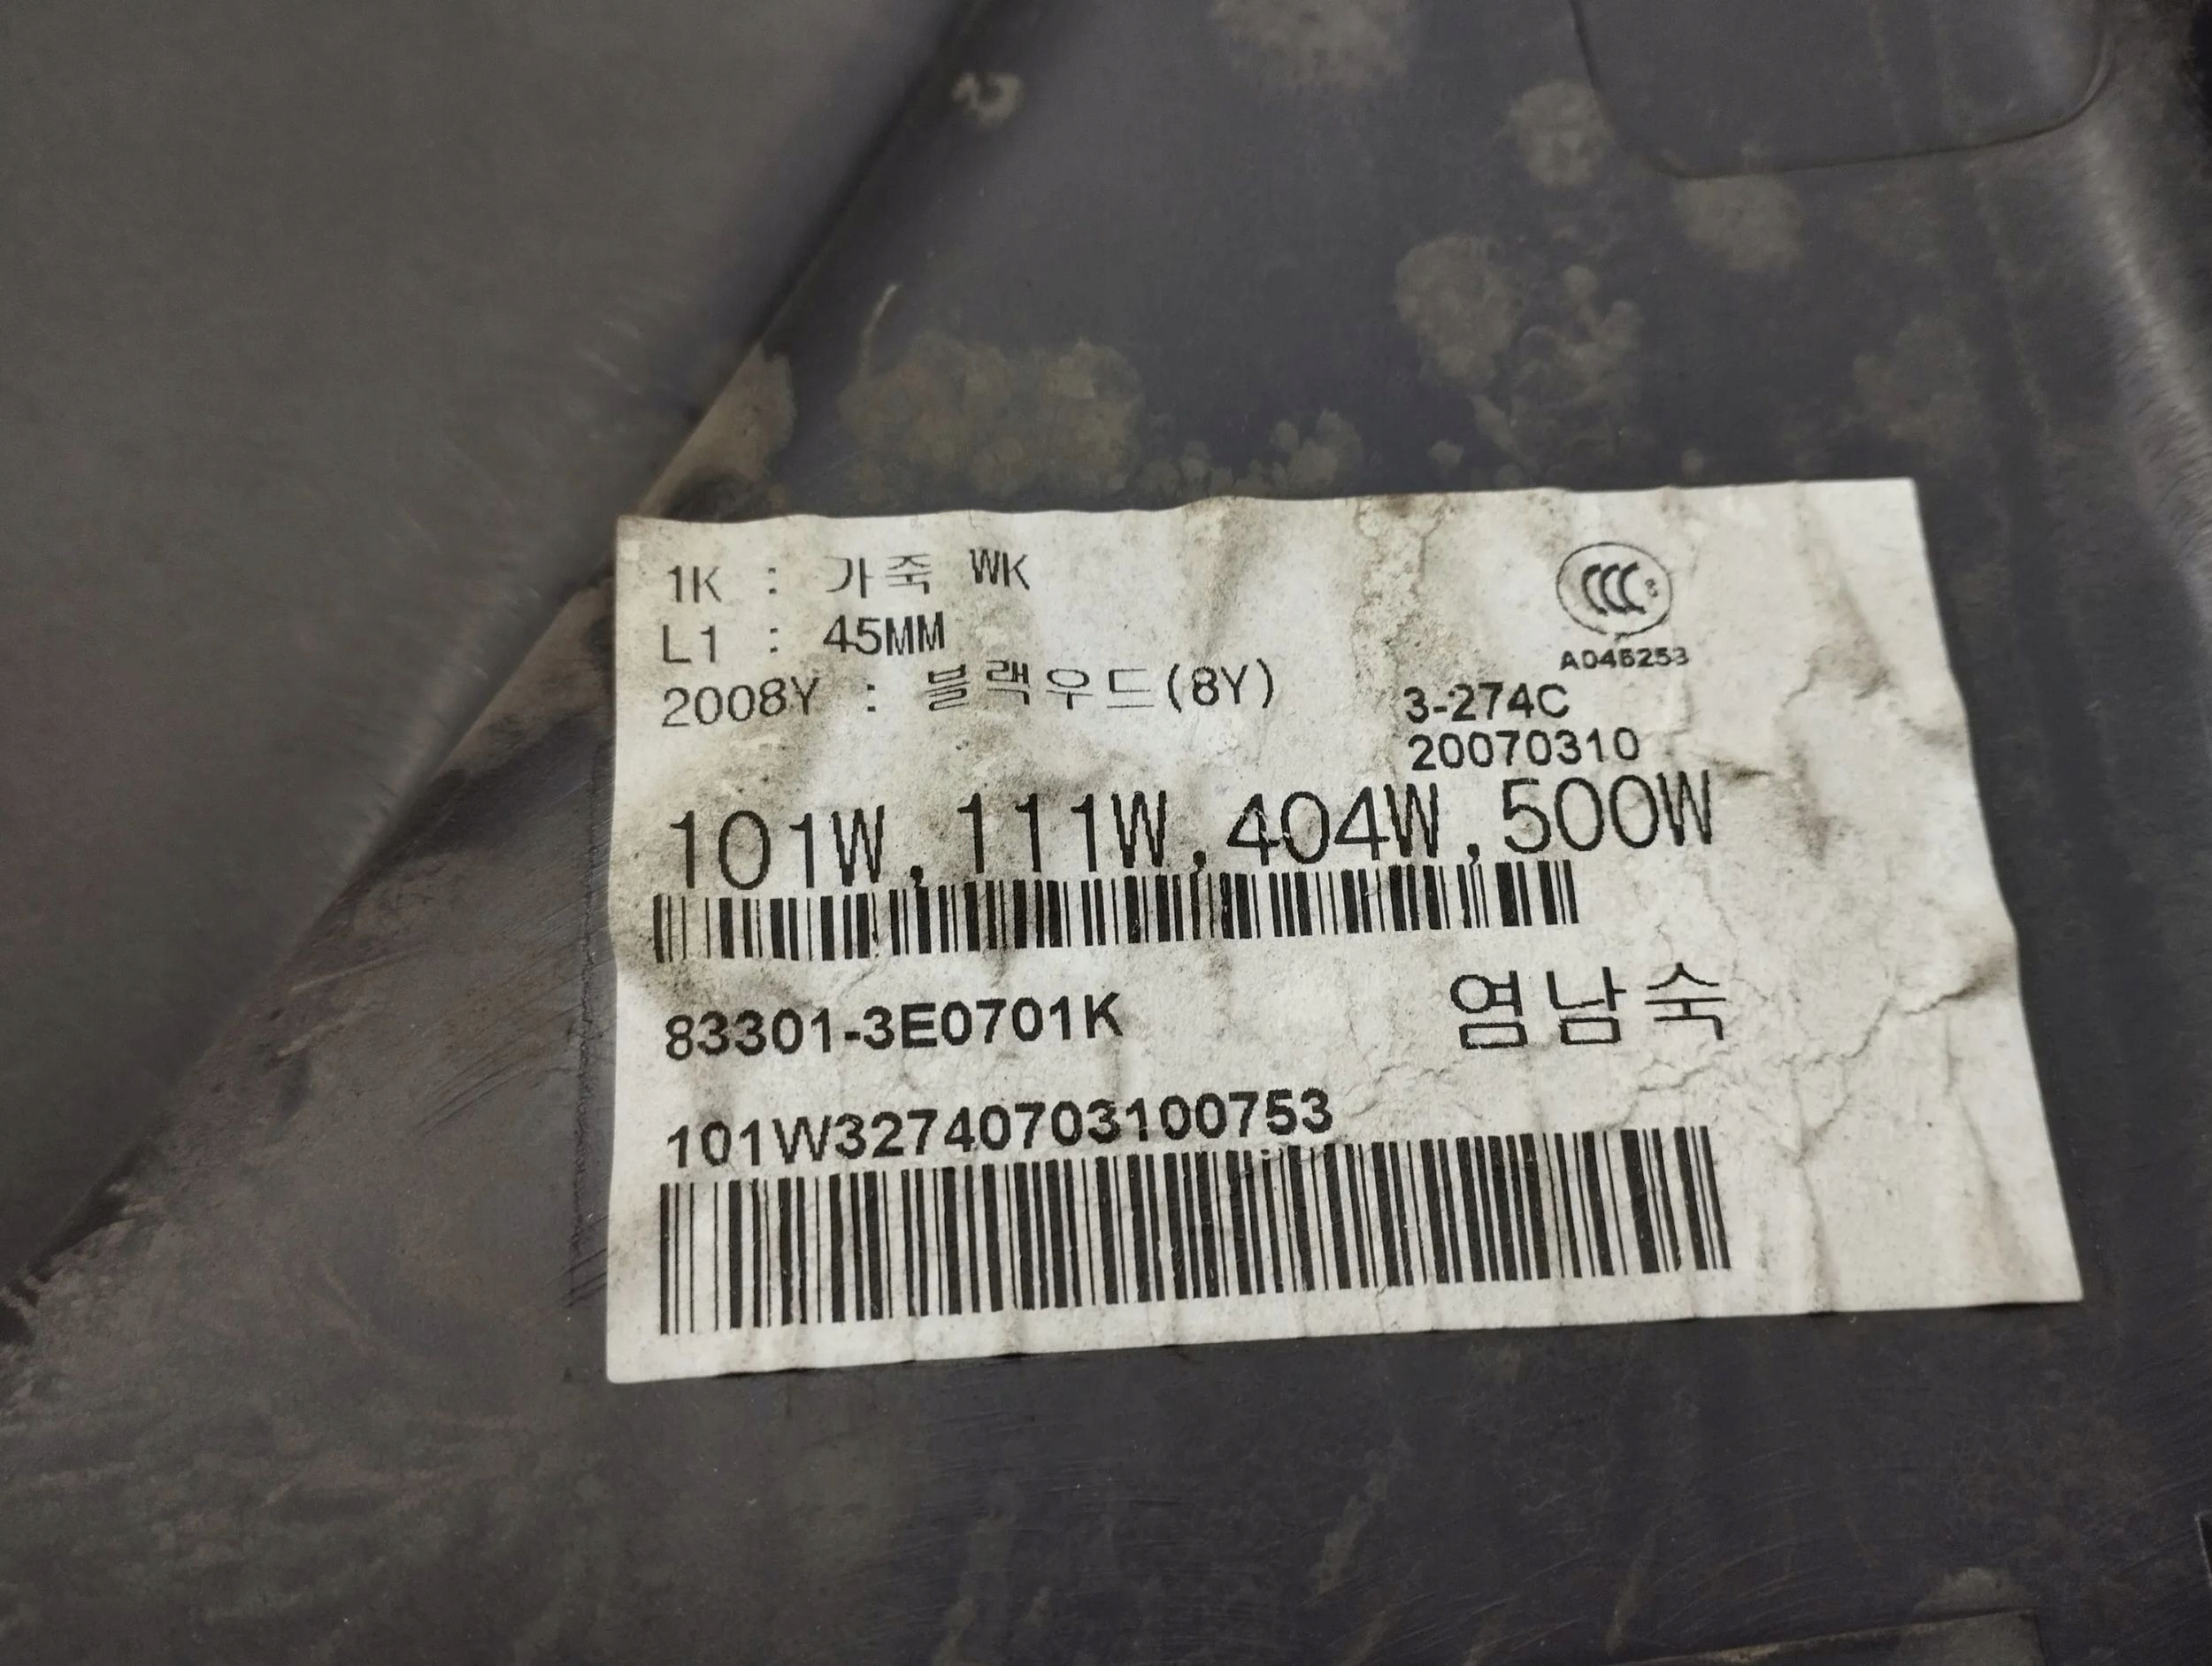 1K : 가죽 WK
L1 : 45MM
2008Y : 블랙우드(8Y)
CCC S
A046253
3-274C
20070310
101W,111W,404W,500W
83301-3E0701K
염남숙
101W32740703100753